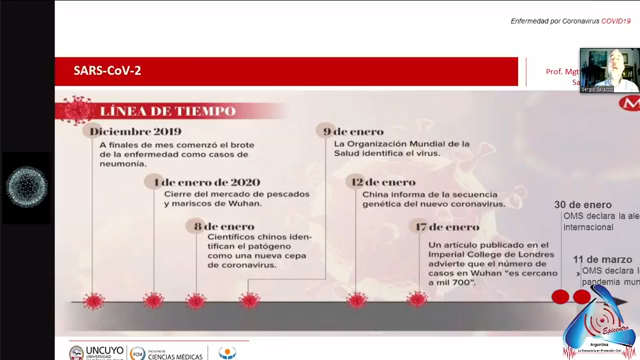 Enfermedad por Coronavirus COVID19
SARS-CoV-2
Prof. Mgt
LÍNEA DE TIEMPO
Diciembre 2019
A finales de mes comenzó el brote
de la enfermedad como casos de
neumonía.
1 de enero de 2020
Cierre del mercado de pescados
y mariscos de Wuhan.
8 de enero
Científicos chinos iden-
tifican el patógeno
como una nueva cepa
de coronavirus.
9 de enero
La Organización Mundial de la
Salud identifica el virus.
12 de enero
China informa de la secuencia
genética del nuevo coronavirus.
17 de enero
Un artículo publicado en el
Imperial College de Londres
advierte que el número de
casos en Wuhan “es cercano
a mil 700”.
30 de enero
OMS declara la ale
internacional
11 de marzo
OMS declara l
pandemia mun
UNCUYO
UNIVERSIDAD
FCM
FACULTAD DE
CIENCIAS MÉDICAS
Epicentro
Argentina